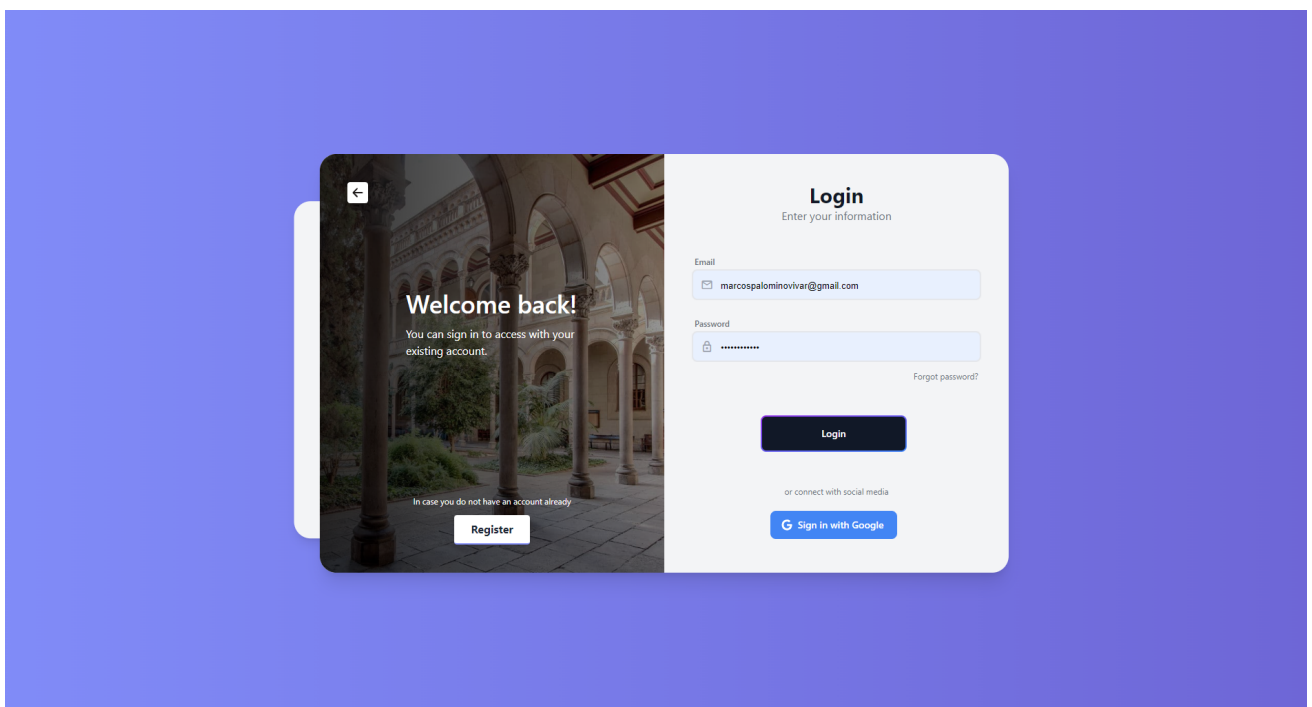 Welcome back!
You can sign in to access with your
existing account.
In case you do not have an account already
Register
Login
Enter your information
Email
marcospalominovivar@gmail.com
Password
••••••••••••
Forgot password?
Login
or connect with social media
G Sign in with Google